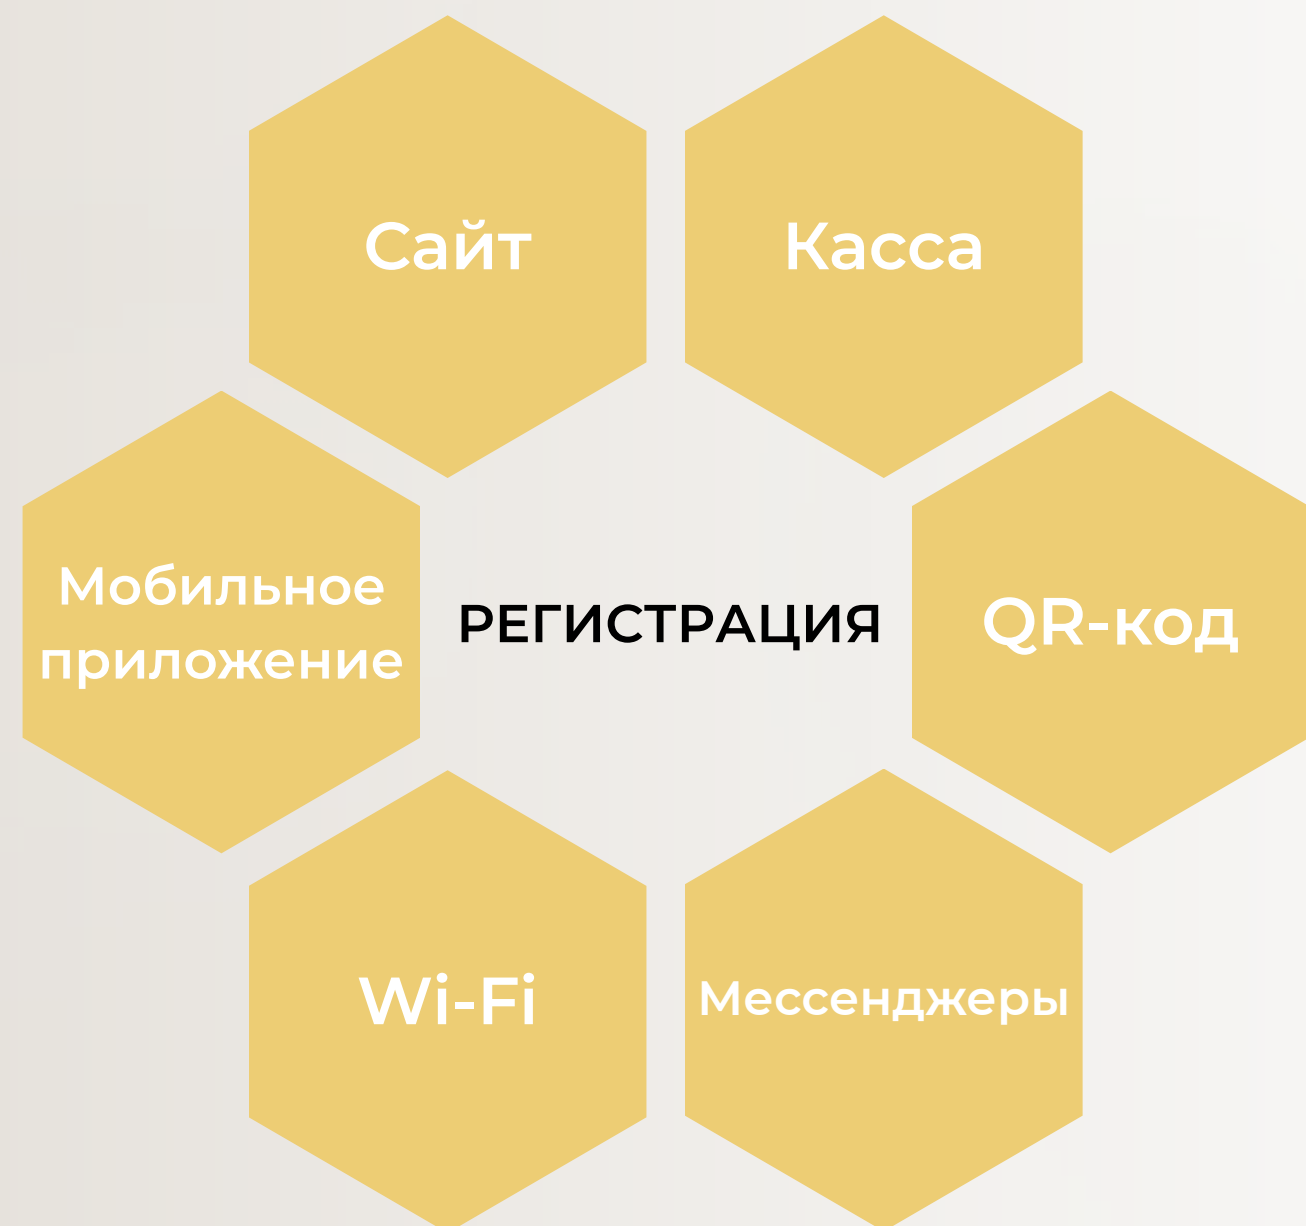 Сайт
Касса
Мобильное
приложение
РЕГИСТРАЦИЯ
QR-код
Wi-Fi
Мессенджеры